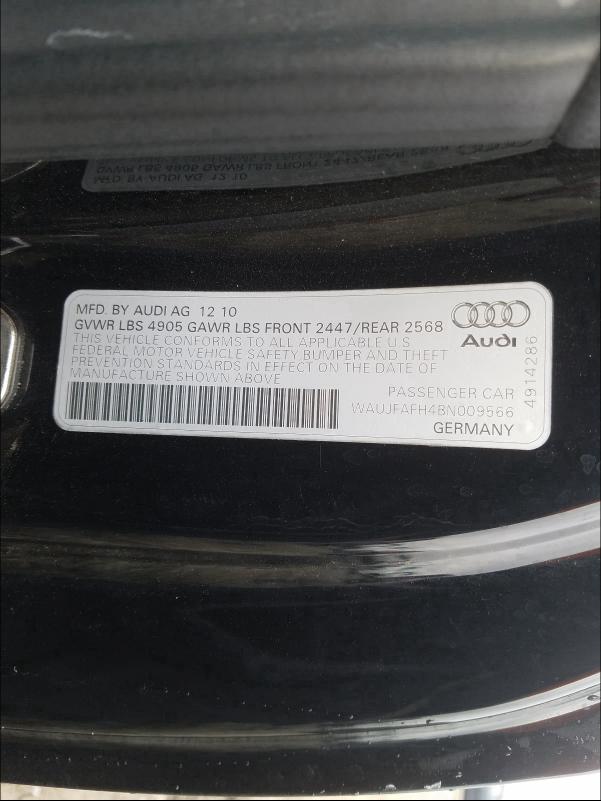 MFD. BY AUDI AG 12 10
GVWR LBS 4905 GAWR LBS FRONT 2447/REAR 2568
THIS VEHICLE CONFORMS TO ALL APPLICABLE U.S
FEDERAL MOTOR VEHICLE SAFETY BUMPER AND THEFT
PREVENTION STANDARDS IN EFFECT ON THE DATE OF
MANUFACTURE SHOWN ABOVE
Audi
PASSENGER CAR
WAUJFAFH4BN009566
GERMANY
4914286